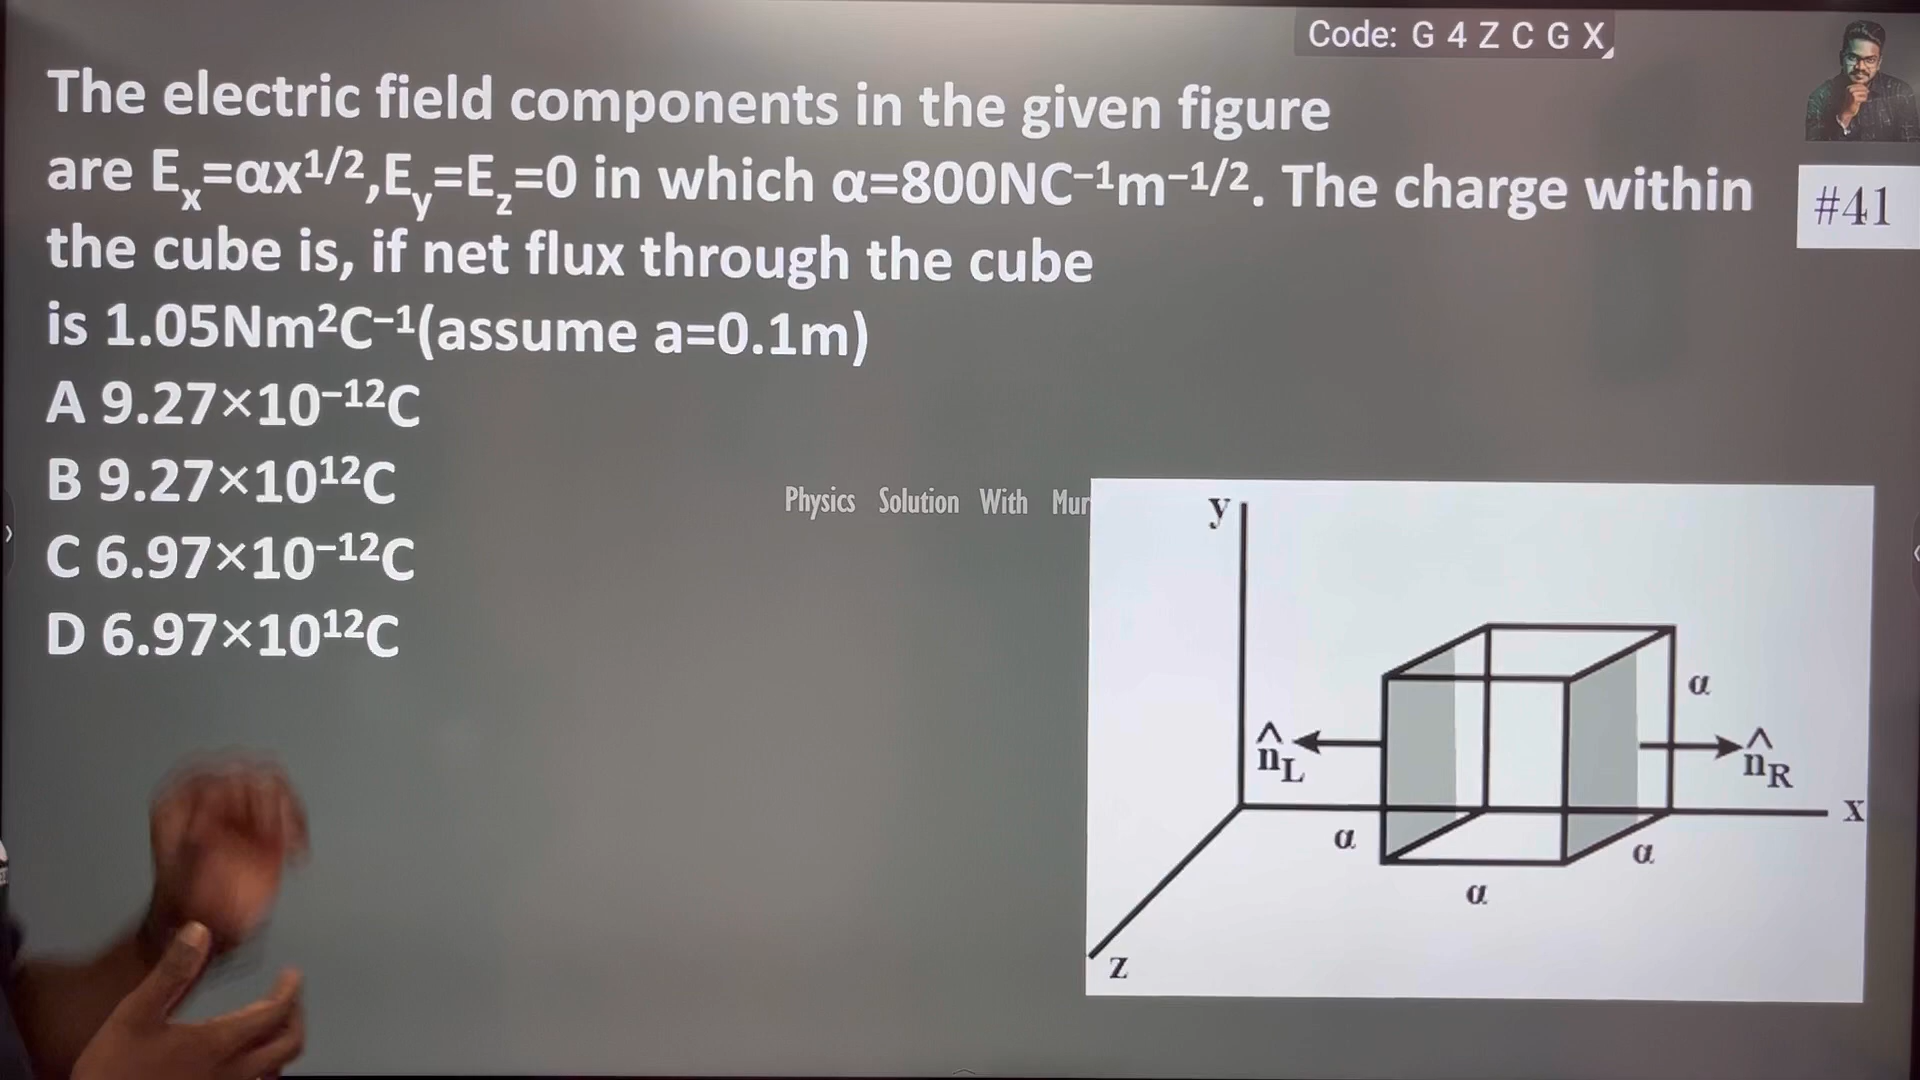 Code: G 4 Z C G X
The electric field components in the given figure
are Eₓ=αx¹/²,Eᵧ=E_z=0 in which α=800NC⁻¹m⁻¹/². The charge within
#41
the cube is, if net flux through the cube
is 1.05Nm²C⁻¹(assume a=0.1m)
A 9.27×10⁻¹²C
B 9.27×10¹²C
C 6.97×10⁻¹²C
D 6.97×10¹²C
Physics Solution With
y
α
n̂L
n̂R
x
α
α
α
z